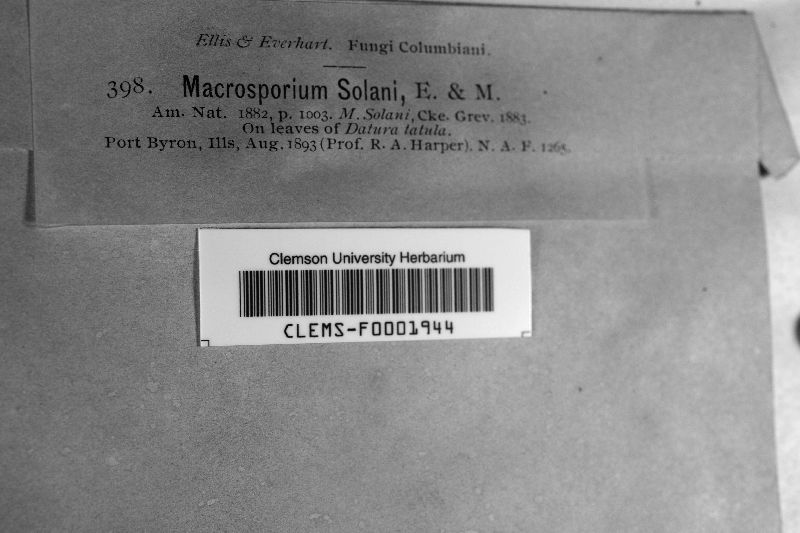 Ellis & Everhart. Fungi Columbiani.
398. Macrosporium Solani, E. & M.
Am. Nat. 1882, p. 1003. M. Solani, Cke. Grev. 1883.
On leaves of Datura tatula.
Port Byron, Ills, Aug. 1893 (Prof. R. A. Harper). N. A. F. 1265.
Clemson University Herbarium
CLEMS-F0001944